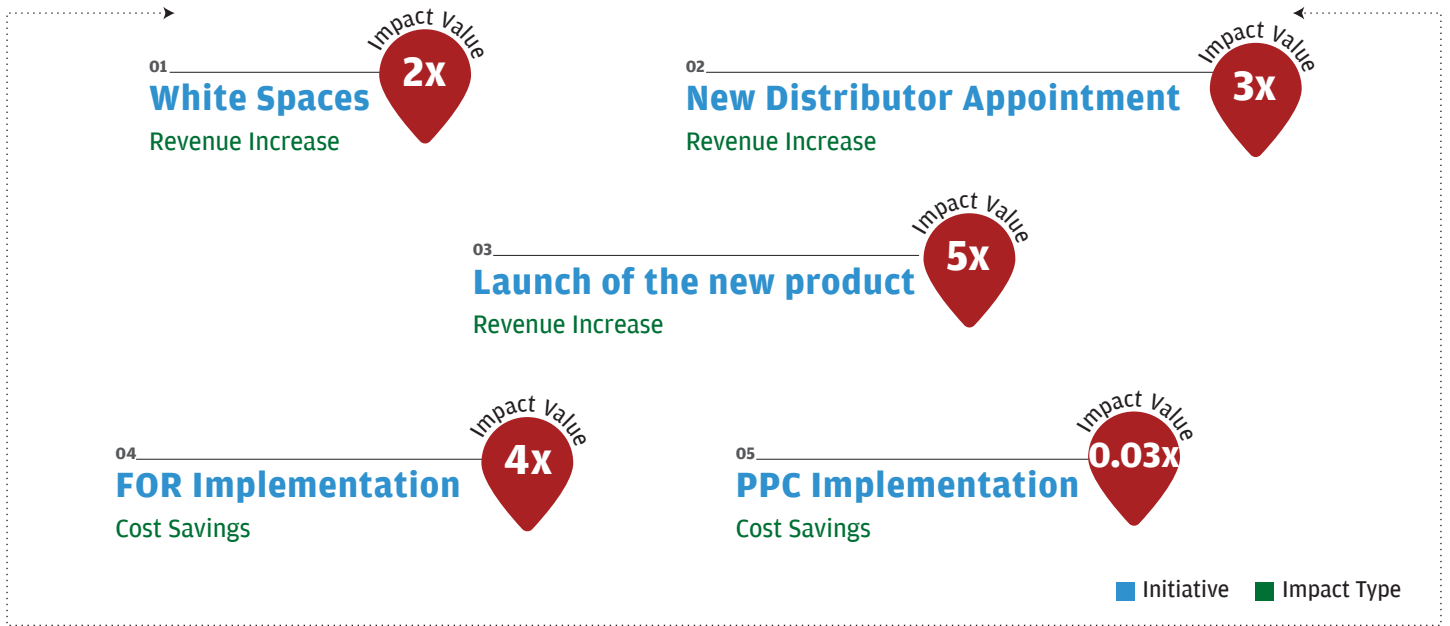 Impact Value
2x
01
White Spaces
Revenue Increase
Impact Value
3x
02
New Distributor Appointment
Revenue Increase
Impact Value
5x
03
Launch of the new product
Revenue Increase
Impact Value
4x
04
FOR Implementation
Cost Savings
Impact Value
0.03x
05
PPC Implementation
Cost Savings
Initiative
Impact Type